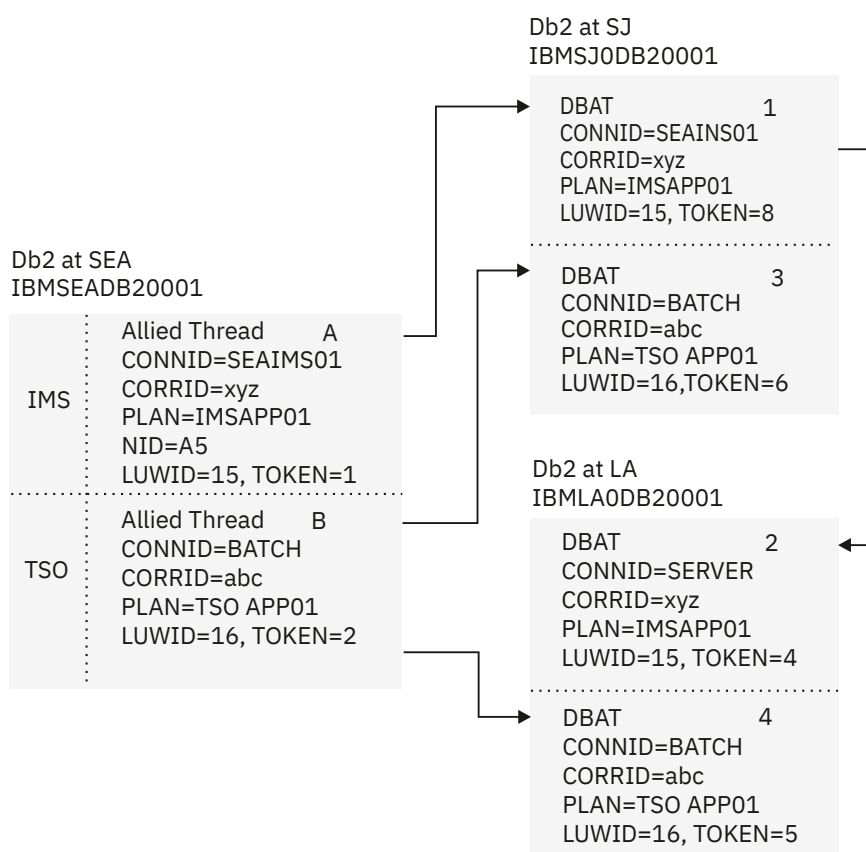 Db2 at SJ
IBMSJ0DB20001
DBAT 1
CONNID=SEAINS01
CORRID=xyz
PLAN=IMSAPP01
LUWID=15, TOKEN=8
DBAT 3
CONNID=BATCH
CORRID=abc
PLAN=TSO APP01
LUWID=16,TOKEN=6
Db2 at SEA
IBMSEADB20001
IMS
Allied Thread A
CONNID=SEAIMS01
CORRID=xyz
PLAN=IMSAPP01
NID=A5
LUWID=15, TOKEN=1
TSO
Allied Thread B
CONNID=BATCH
CORRID=abc
PLAN=TSO APP01
LUWID=16, TOKEN=2
Db2 at LA
IBMLA0DB20001
DBAT 2
CONNID=SERVER
CORRID=xyz
PLAN=IMSAPP01
LUWID=15, TOKEN=4
DBAT 4
CONNID=BATCH
CORRID=abc
PLAN=TSO APP01
LUWID=16, TOKEN=5